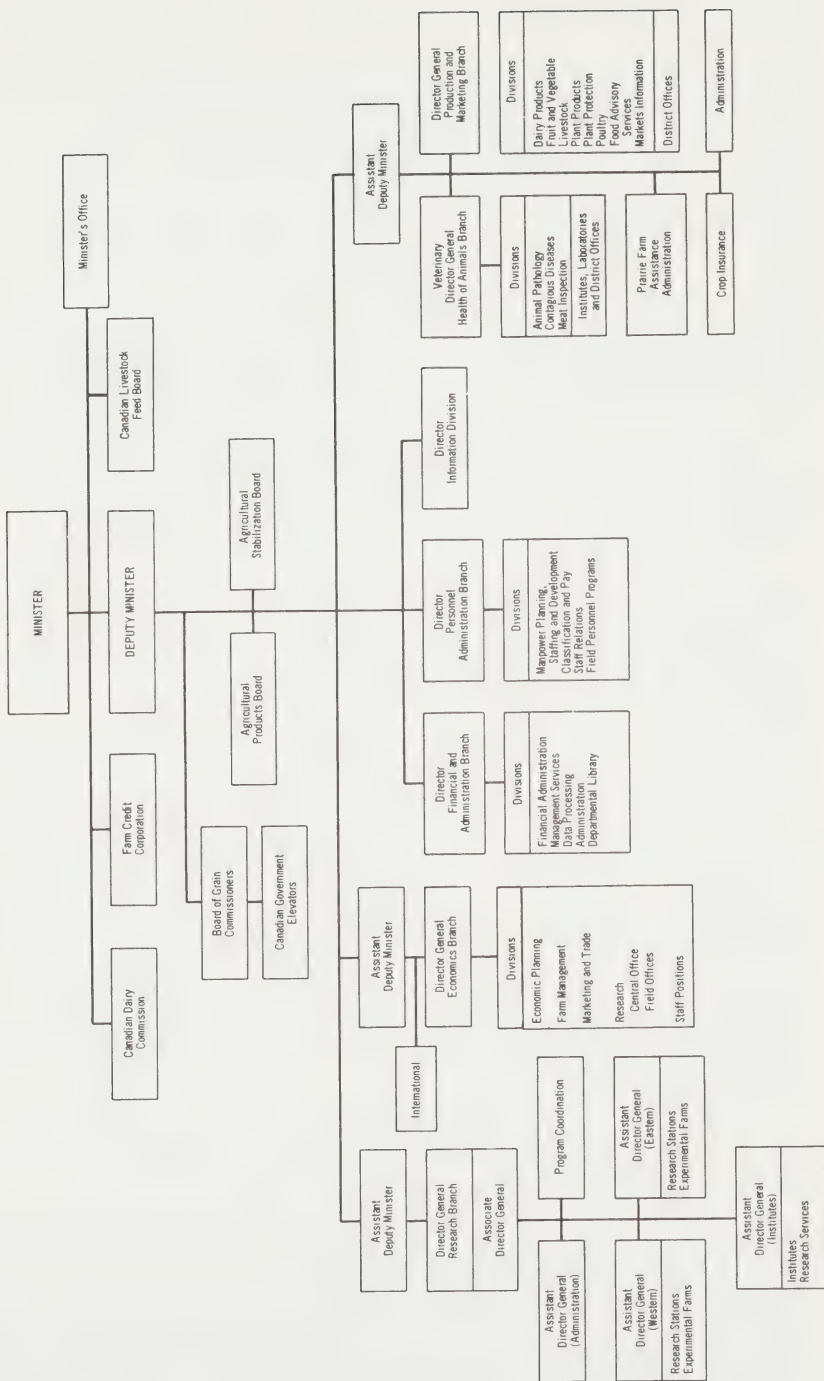 MINISTER
Minister's Office
Canadian Dairy
Commission
Farm Credit
Corporation
DEPUTY MINISTER
Canadian Livestock
Feed Board
Board of Grain
Commissioners
Canadian Government
Elevators
Agricultural
Products Board
Agricultural
Stabilization Board
Assistant
Deputy Minister
Director General
Research Branch
Associate
Director General
Assistant
Director General
(Administration)
Program Coordination
Assistant
Director General
(Western)
Research Stations
Experimental Farms
Assistant
Director General
(Eastern)
Research Stations
Experimental Farms
Assistant
Director General
(Institutes)
Institutes
Research Services
Assistant
Deputy Minister
International
Director General
Economics Branch
Divisions
Economic Planning
Farm Management
Marketing and Trade
Research
Central Office
Field Offices
Staff Positions
Director
Financial and
Administration Branch
Divisions
Financial Administration
Management Services
Data Processing
Administration
Departmental Library
Director
Personnel
Administration Branch
Divisions
Manpower Planning,
Staffing and Development
Classification and Pay
Staff Relations
Field Personnel Programs
Director
Information Division
Assistant
Deputy Minister
Veterinary
Director General
Health of Animals Branch
Divisions
Animal Pathology
Contagious Diseases
Meat Inspection
Institutes, Laboratories
and District Offices
Director General
Production and
Marketing Branch
Divisions
Dairy Products
Fruit and Vegetable
Livestock
Plant Products
Plant Protection
Poultry
Food Advisory
Services
Markets Information
District Offices
Prairie Farm
Assistance
Administration
Crop Insurance
Administration